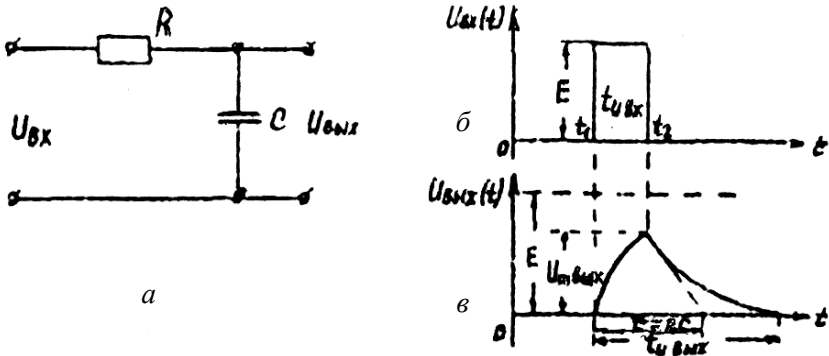 R
Uвх
C
Uвых
а
Uвх(t)
E
tи вх
t₁
t₂
0
t
б
Uвых(t)
E
Um вых
0
t
τ=RC
tи вых
в